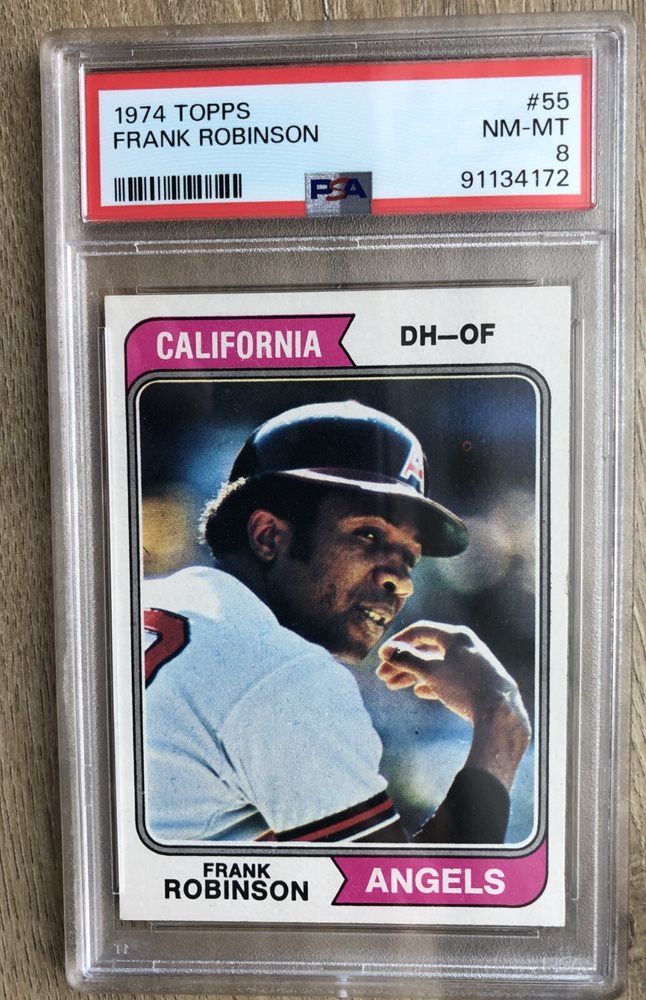 1974 TOPPS
FRANK ROBINSON
#55
NM-MT
8
91134172
PSA
CALIFORNIA
DH—OF
A
FRANK
ROBINSON
ANGELS